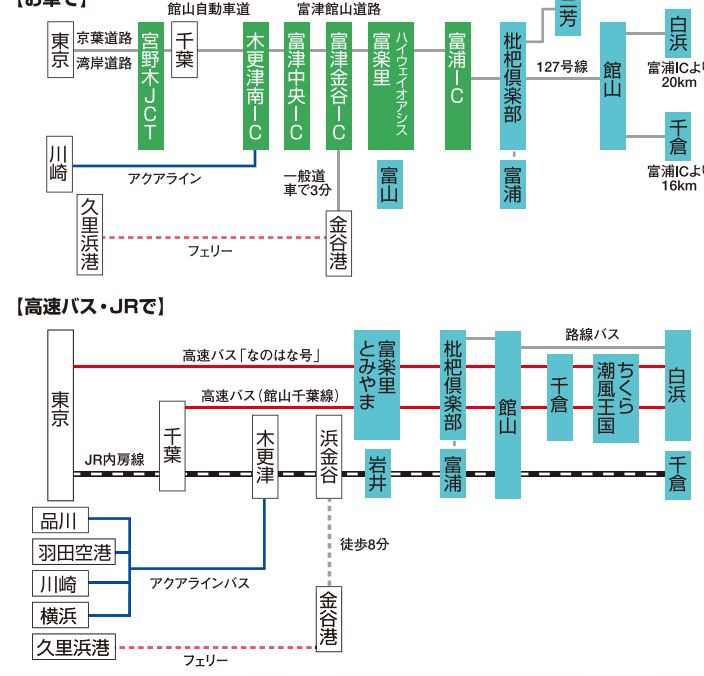 【お車で】
館山自動車道
富津館山道路
東京
京葉道路
湾岸道路
宮野木JCT
千葉
木更津南IC
富津中央IC
富津金谷IC
富楽里
ハイウェイオアシス
富浦IC
枇杷倶楽部
三芳
127号線
館山
白浜
富浦ICより
20km
千倉
富浦ICより
16km
川崎
アクアライン
久里浜港
フェリー
一般道
車で3分
金谷港
富山
富浦
【高速バス・JRで】
東京
高速バス「なのはな号」
高速バス(館山千葉線)
JR内房線
千葉
木更津
浜金谷
富楽里
とみやま
岩井
枇杷倶楽部
富浦
館山
路線バス
千倉
ちくら
潮風王国
白浜
千倉
品川
羽田空港
川崎
横浜
アクアラインバス
久里浜港
フェリー
徒歩8分
金谷港